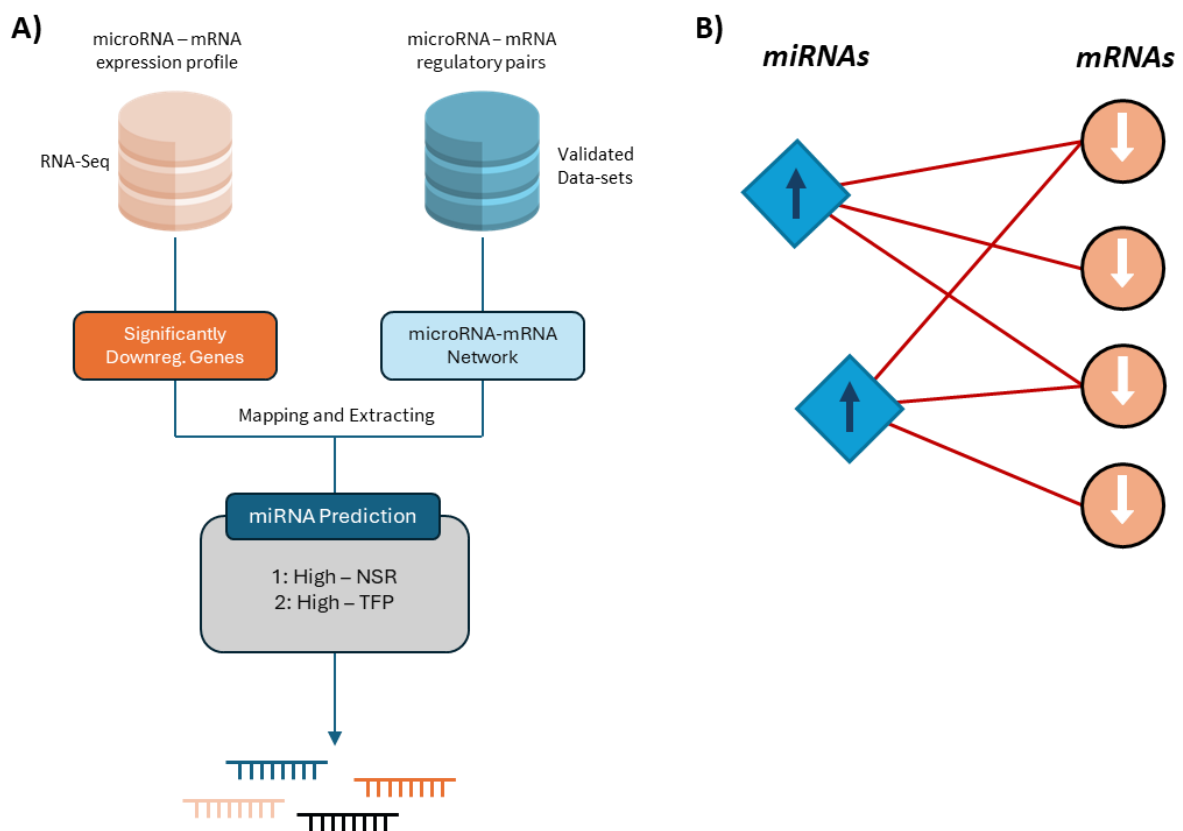 A)
microRNA – mRNA
expression profile
microRNA – mRNA
regulatory pairs
RNA-Seq
Validated
Data-sets
Significantly
Downreg. Genes
microRNA-mRNA
Network
Mapping and Extracting
miRNA Prediction
1: High – NSR
2: High – TFP
B)
miRNAs
mRNAs